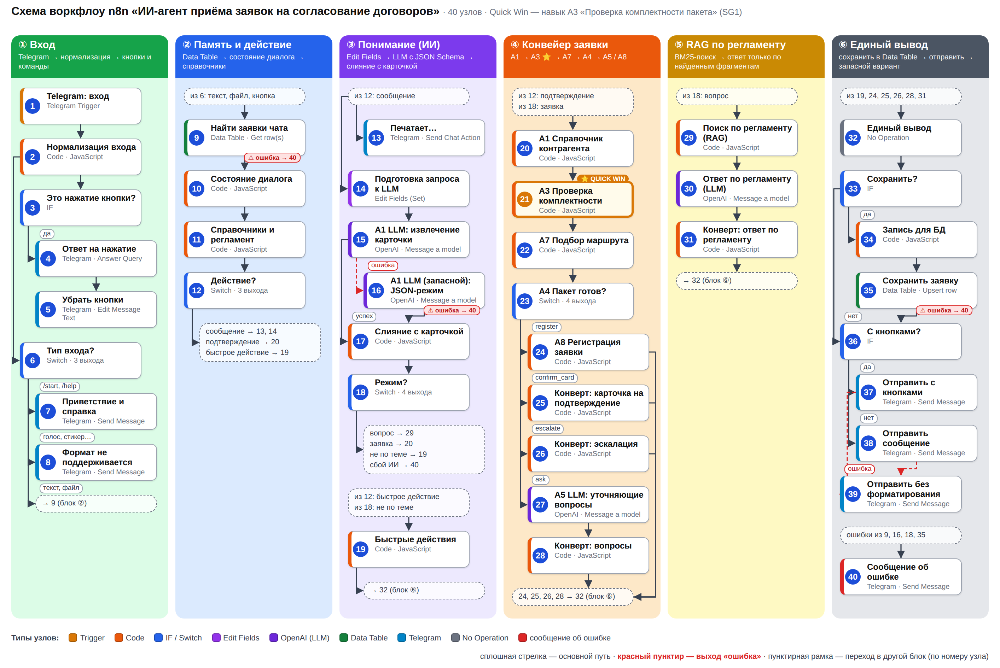 Схема воркфлоу n8n «ИИ-агент приёма заявок на согласование договоров» · 40 узлов · Quick Win — навык A3 «Проверка комплектности пакета» (SG1)
① Вход
Telegram → нормализация → кнопки и
команды
1
Telegram: вход
Telegram Trigger
2
Нормализация входа
Code · JavaScript
3
Это нажатие кнопки?
IF
да
4
Ответ на нажатие
Telegram · Answer Query
5
Убрать кнопки
Telegram · Edit Message
Text
6
Тип входа?
Switch · 3 выхода
/start, /help
7
Приветствие и
справка
Telegram · Send Message
голос, стикер…
8
Формат не
поддерживается
Telegram · Send Message
текст, файл
→ 9 (блок ②)
② Память и действие
Data Table → состояние диалога →
справочники
из 6: текст, файл, кнопка
9
Найти заявки чата
Data Table · Get row(s)
⚠ ошибка → 40
10
Состояние диалога
Code · JavaScript
11
Справочники и
регламент
Code · JavaScript
12
Действие?
Switch · 3 выхода
сообщение → 13, 14
подтверждение → 20
быстрое действие → 19
③ Понимание (ИИ)
Edit Fields → LLM с JSON Schema →
слияние с карточкой
из 12: сообщение
13
Печатает…
Telegram · Send Chat Action
14
Подготовка запроса
к LLM
Edit Fields (Set)
15
A1 LLM: извлечение
карточки
OpenAI · Message a model
ошибка
16
A1 LLM (запасной):
JSON-режим
OpenAI · Message a model
⚠ ошибка → 40
успех
17
Слияние с карточкой
Code · JavaScript
18
Режим?
Switch · 4 выхода
вопрос → 29
заявка → 20
не по теме → 19
сбой ИИ → 40
из 12: быстрое действие
из 18: не по теме
19
Быстрые действия
Code · JavaScript
→ 32 (блок ⑥)
④ Конвейер заявки
A1 → A3 ⭐ → A7 → A4 → A5 / A8
из 12: подтверждение
из 18: заявка
20
A1 Справочник
контрагента
Code · JavaScript
⭐ QUICK WIN
21
A3 Проверка
комплектности
Code · JavaScript
22
A7 Подбор маршрута
Code · JavaScript
23
A4 Пакет готов?
Switch · 4 выхода
register
24
A8 Регистрация
заявки
Code · JavaScript
confirm_card
25
Конверт: карточка на
подтверждение
Code · JavaScript
escalate
26
Конверт: эскалация
Code · JavaScript
ask
27
A5 LLM: уточняющие
вопросы
OpenAI · Message a model
28
Конверт: вопросы
Code · JavaScript
24, 25, 26, 28 → 32 (блок ⑥)
⑤ RAG по регламенту
BM25-поиск → ответ только по
найденным фрагментам
из 18: вопрос
29
Поиск по регламенту
(RAG)
Code · JavaScript
30
Ответ по регламенту
(LLM)
OpenAI · Message a model
31
Конверт: ответ по
регламенту
Code · JavaScript
→ 32 (блок ⑥)
⑥ Единый вывод
сохранить в Data Table → отправить →
запасной вариант
из 19, 24, 25, 26, 28, 31
32
Единый вывод
No Operation
33
Сохранить?
IF
да
34
Запись для БД
Code · JavaScript
35
Сохранить заявку
Data Table · Upsert row
⚠ ошибка → 40
нет
36
С кнопками?
IF
да
37
Отправить с
кнопками
Telegram · Send Message
нет
38
Отправить
сообщение
Telegram · Send Message
ошибка
39
Отправить без
форматирования
Telegram · Send Message
ошибки из 9, 16, 18, 35
40
Сообщение об
ошибке
Telegram · Send Message
Типы узлов: Trigger Code IF / Switch Edit Fields OpenAI (LLM) Data Table Telegram No Operation сообщение об ошибке
сплошная стрелка — основной путь · красный пунктир — выход «ошибка» · пунктирная рамка — переход в другой блок (по номеру узла)